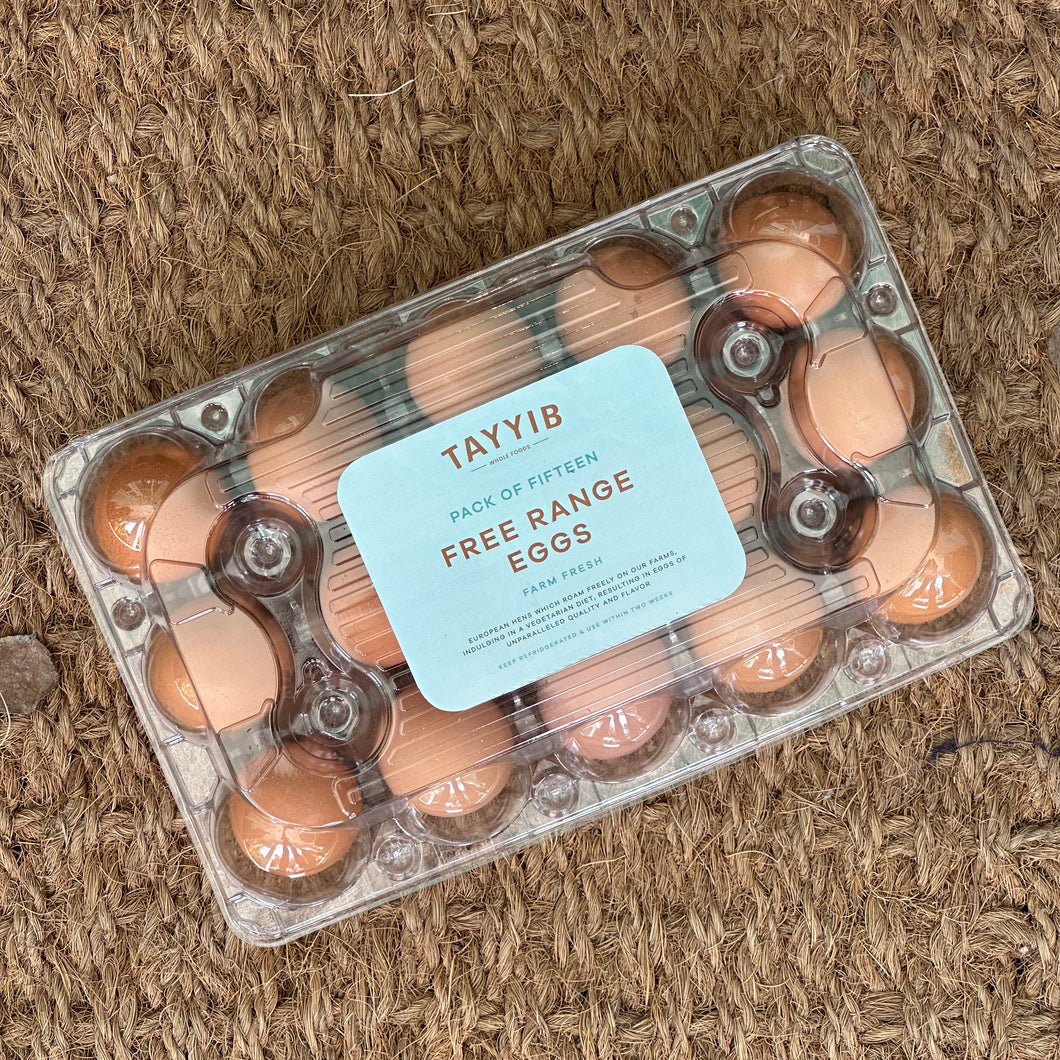 TAYYIB
WHOLE FOODS
PACK OF FIFTEEN
FREE RANGE
EGGS
FARM FRESH
EUROPEAN HENS WHICH ROAM FREELY ON OUR FARMS,
INDULGING IN A VEGETARIAN DIET, RESULTING IN EGGS OF
UNPARALLELED QUALITY AND FLAVOR
KEEP REFRIDGERATED & USE WITHIN TWO WEEKS